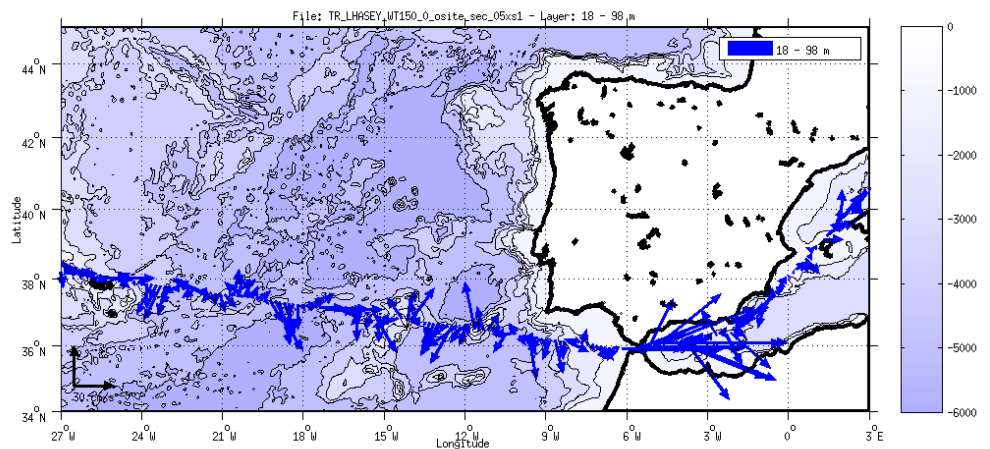 File: TR_LHASEY_WT150_0_osite_sec_05xs1 - Layer: 18 - 98 m
18 - 98 m
44°N
42°N
40°N
38°N
36°N
34°N
Latitude
27°W 24°W 21°W 18°W 15°W 12°W 9°W 6°W 3°W 0° 3°E
Longitude
0
-1000
-2000
-3000
-4000
-5000
-6000